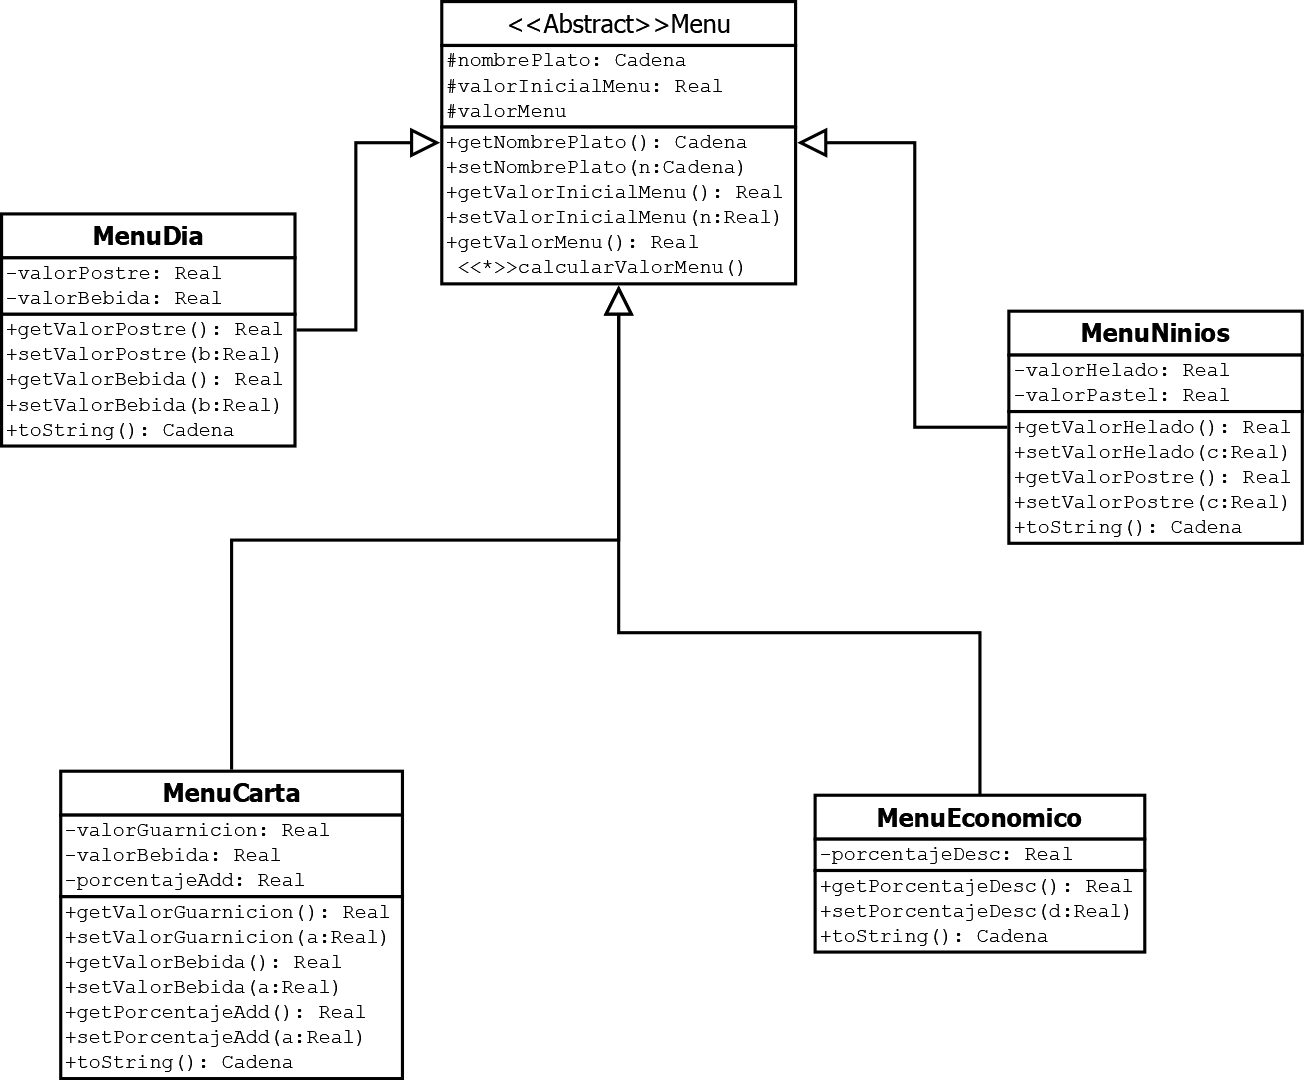 <<Abstract>>Menu
#nombrePlato: Cadena
#valorInicialMenu: Real
#valorMenu
+getNombrePlato(): Cadena
+setNombrePlato(n:Cadena)
+getValorInicialMenu(): Real
+setValorInicialMenu(n:Real)
+getValorMenu(): Real
<<*>>calcularValorMenu()
MenuDia
-valorPostre: Real
-valorBebida: Real
+getValorPostre(): Real
+setValorPostre(b:Real)
+getValorBebida(): Real
+setValorBebida(b:Real)
+toString(): Cadena
MenuNinios
-valorHelado: Real
-valorPastel: Real
+getValorHelado(): Real
+setValorHelado(c:Real)
+getValorPostre(): Real
+setValorPostre(c:Real)
+toString(): Cadena
MenuCarta
-valorGuarnicion: Real
-valorBebida: Real
-porcentajeAdd: Real
+getValorGuarnicion(): Real
+setValorGuarnicion(a:Real)
+getValorBebida(): Real
+setValorBebida(a:Real)
+getPorcentajeAdd(): Real
+setPorcentajeAdd(a:Real)
+toString(): Cadena
MenuEconomico
-porcentajeDesc: Real
+getPorcentajeDesc(): Real
+setPorcentajeDesc(d:Real)
+toString(): Cadena